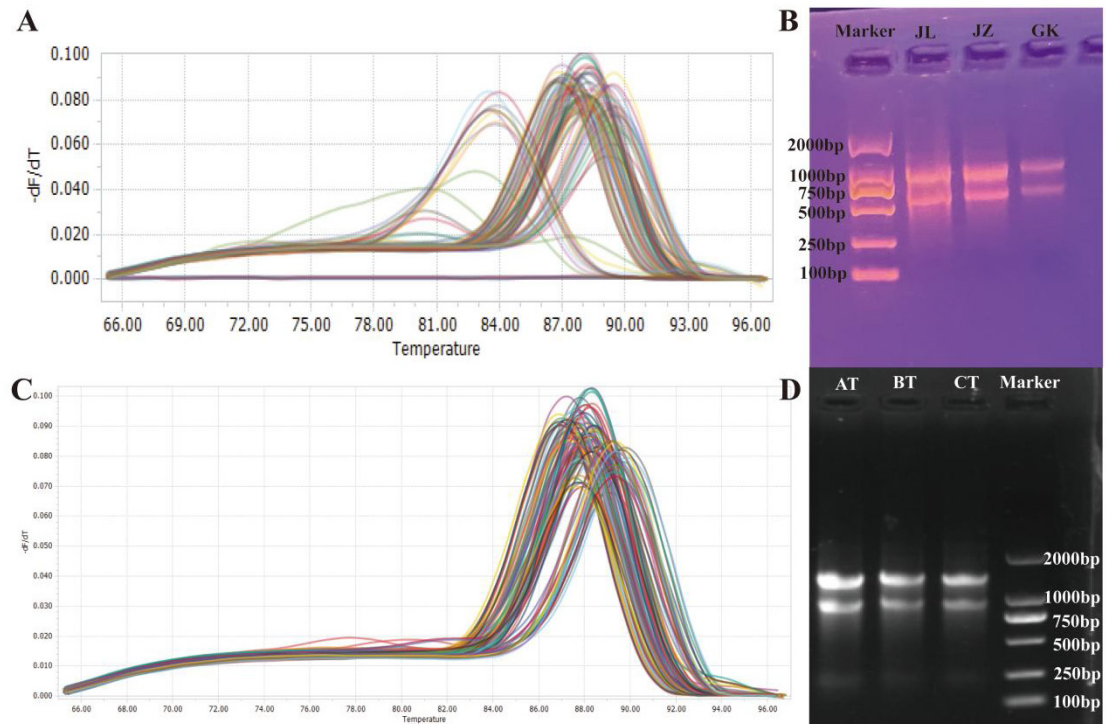 A
0.100
0.080
0.060
0.040
0.020
0.000
-dF/dT
66.00 69.00 72.00 75.00 78.00 81.00 84.00 87.00 90.00 93.00 96.00
Temperature
B
Marker JL JZ GK
2000bp
1000bp
750bp
500bp
250bp
100bp
C
0.100
0.090
0.080
0.070
0.060
0.050
0.040
0.030
0.020
0.010
0.000
-dF/dT
66.00 68.00 70.00 72.00 74.00 76.00 78.00 80.00 82.00 84.00 86.00 88.00 90.00 92.00 94.00 96.00
Temperature
D
AT BT CT Marker
2000bp
1000bp
750bp
500bp
250bp
100bp